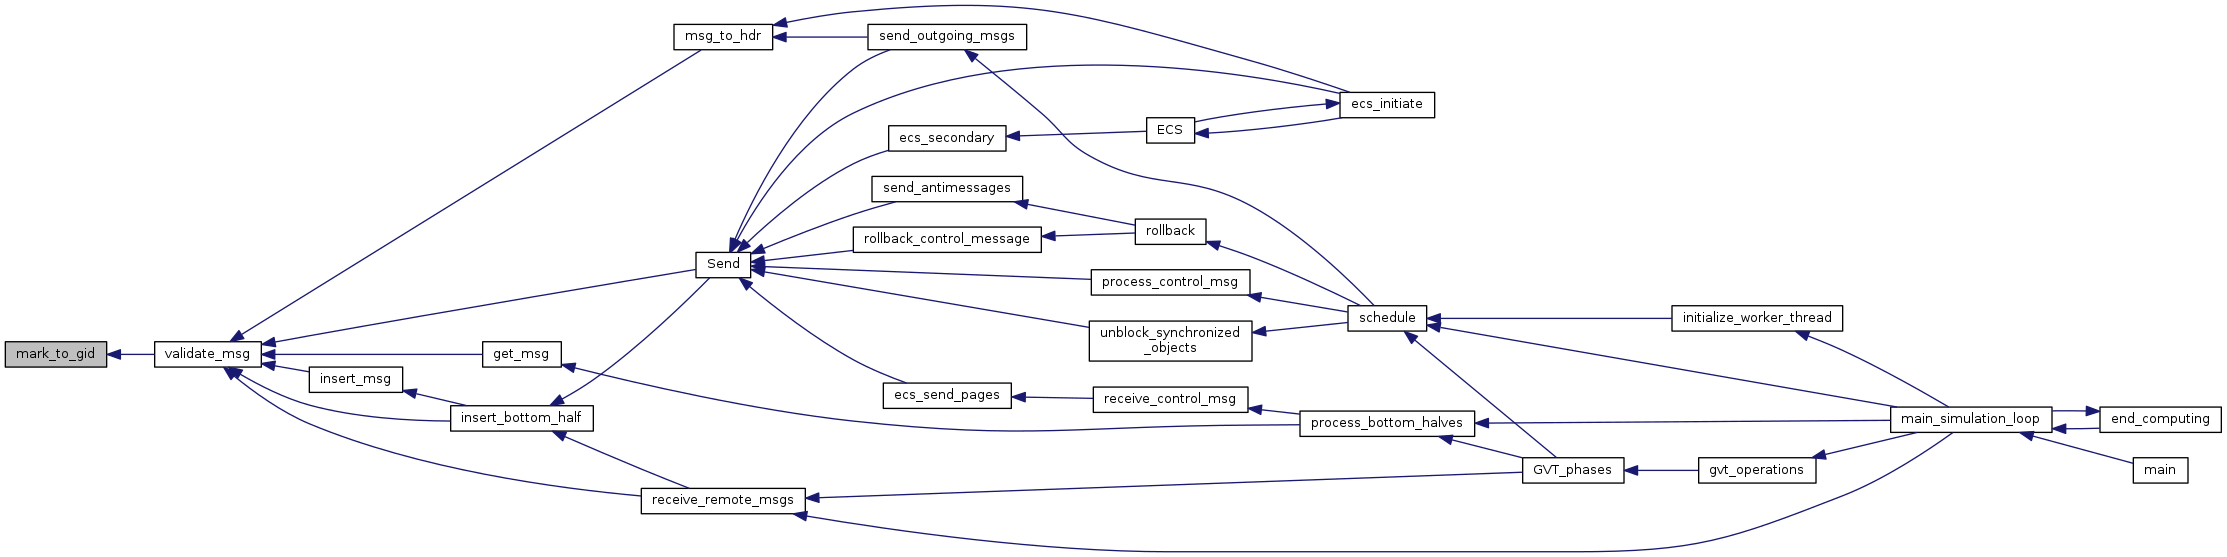 mark_to_gid
validate_msg
msg_to_hdr
Send
get_msg
insert_msg
insert_bottom_half
receive_remote_msgs
send_outgoing_msgs
ecs_secondary
send_antimessages
rollback_control_message
process_control_msg
unblock_synchronized
_objects
ecs_send_pages
receive_control_msg
ECS
rollback
ecs_initiate
schedule
process_bottom_halves
GVT_phases
initialize_worker_thread
gvt_operations
main_simulation_loop
end_computing
main